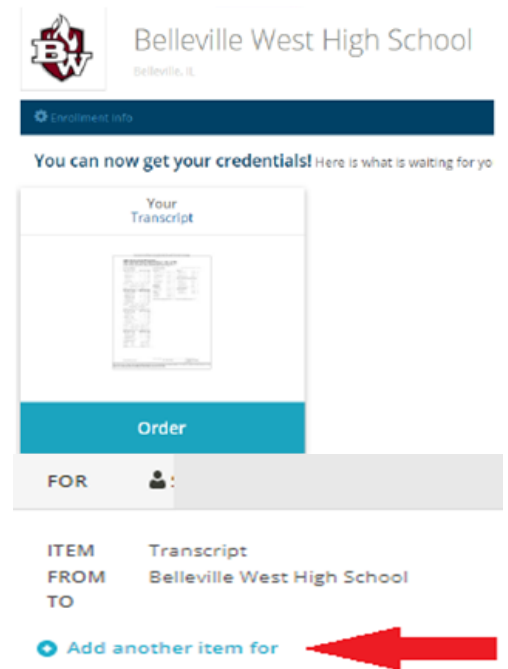 BW
Belleville West High School
Belleville, IL
Enrollment Info
You can now get your credentials! Here is what is waiting for yo
Your
Transcript
Order
FOR
ITEM Transcript
FROM Belleville West High School
TO
Add another item for